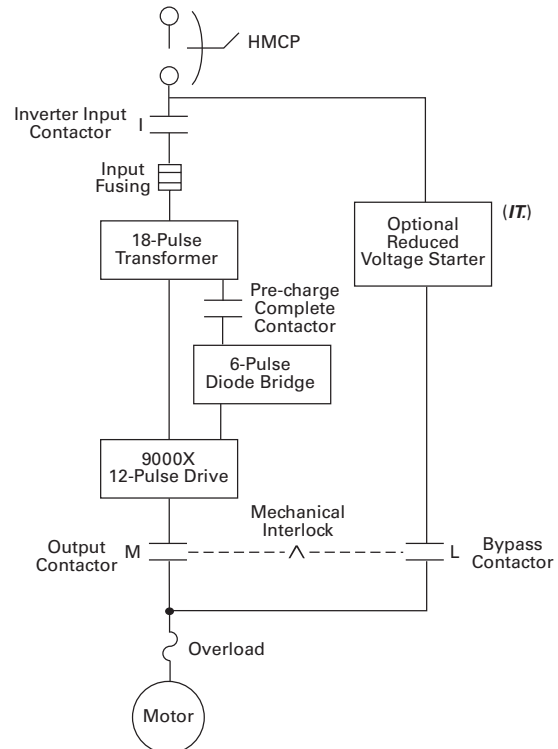 HMCP
Inverter Input
Contactor
I
Input
Fusing
18-Pulse
Transformer
Optional
Reduced
Voltage Starter
(IT.)
Pre-charge
Complete
Contactor
6-Pulse
Diode Bridge
9000X
12-Pulse Drive
Mechanical
Interlock
Output
Contactor
M
L
Bypass
Contactor
Overload
Motor